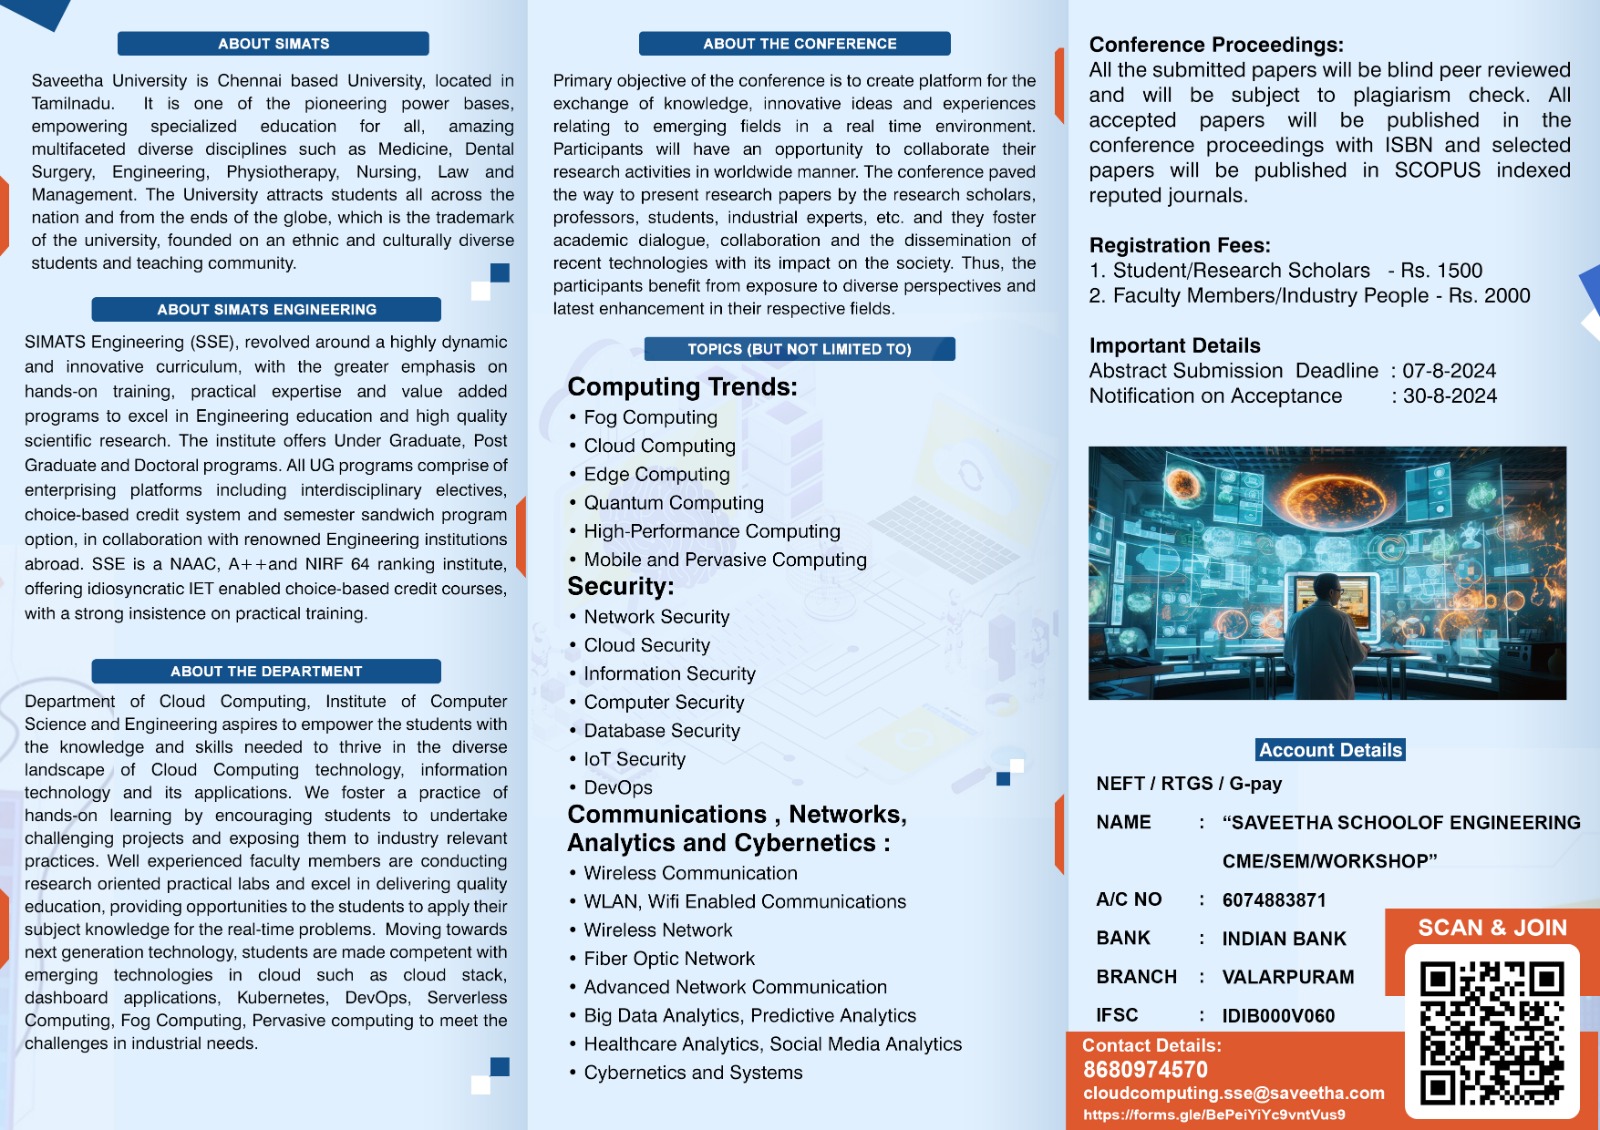 ABOUT SIMATS
Saveetha University is Chennai based University, located in
Tamilnadu. It is one of the pioneering power bases,
empowering specialized education for all, amazing
multifaceted diverse disciplines such as Medicine, Dental
Surgery, Engineering, Physiotherapy, Nursing, Law and
Management. The University attracts students all across the
nation and from the ends of the globe, which is the trademark
of the university, founded on an ethnic and culturally diverse
students and teaching community.
ABOUT SIMATS ENGINEERING
SIMATS Engineering (SSE), revolved around a highly dynamic
and innovative curriculum, with the greater emphasis on
hands-on training, practical expertise and value added
programs to excel in Engineering education and high quality
scientific research. The institute offers Under Graduate, Post
Graduate and Doctoral programs. All UG programs comprise of
enterprising platforms including interdisciplinary electives,
choice-based credit system and semester sandwich program
option, in collaboration with renowned Engineering institutions
abroad. SSE is a NAAC, A++and NIRF 64 ranking institute,
offering idiosyncratic IET enabled choice-based credit courses,
with a strong insistence on practical training.
ABOUT THE DEPARTMENT
Department of Cloud Computing, Institute of Computer
Science and Engineering aspires to empower the students with
the knowledge and skills needed to thrive in the diverse
landscape of Cloud Computing technology, information
technology and its applications. We foster a practice of
hands-on learning by encouraging students to undertake
challenging projects and exposing them to industry relevant
practices. Well experienced faculty members are conducting
research oriented practical labs and excel in delivering quality
education, providing opportunities to the students to apply their
subject knowledge for the real-time problems. Moving towards
next generation technology, students are made competent with
emerging technologies in cloud such as cloud stack,
dashboard applications, Kubernetes, DevOps, Serverless
Computing, Fog Computing, Pervasive computing to meet the
challenges in industrial needs.
ABOUT THE CONFERENCE
Primary objective of the conference is to create platform for the
exchange of knowledge, innovative ideas and experiences
relating to emerging fields in a real time environment.
Participants will have an opportunity to collaborate their
research activities in worldwide manner. The conference paved
the way to present research papers by the research scholars,
professors, students, industrial experts, etc. and they foster
academic dialogue, collaboration and the dissemination of
recent technologies with its impact on the society. Thus, the
participants benefit from exposure to diverse perspectives and
latest enhancement in their respective fields.
TOPICS (BUT NOT LIMITED TO)
Computing Trends:
• Fog Computing
• Cloud Computing
• Edge Computing
• Quantum Computing
• High-Performance Computing
• Mobile and Pervasive Computing
Security:
• Network Security
• Cloud Security
• Information Security
• Computer Security
• Database Security
• IoT Security
• DevOps
Communications , Networks,
Analytics and Cybernetics :
• Wireless Communication
• WLAN, Wifi Enabled Communications
• Wireless Network
• Fiber Optic Network
• Advanced Network Communication
• Big Data Analytics, Predictive Analytics
• Healthcare Analytics, Social Media Analytics
• Cybernetics and Systems
Conference Proceedings:
All the submitted papers will be blind peer reviewed
and will be subject to plagiarism check. All
accepted papers will be published in the
conference proceedings with ISBN and selected
papers will be published in SCOPUS indexed
reputed journals.
Registration Fees:
1. Student/Research Scholars - Rs. 1500
2. Faculty Members/Industry People - Rs. 2000
Important Details
Abstract Submission Deadline : 07-8-2024
Notification on Acceptance : 30-8-2024
Account Details
NEFT / RTGS / G-pay
NAME : “SAVEETHA SCHOOLOF ENGINEERING
CME/SEM/WORKSHOP”
A/C NO : 6074883871
BANK : INDIAN BANK
BRANCH : VALARPURAM
IFSC : IDIB000V060
SCAN & JOIN
Contact Details:
8680974570
cloudcomputing.sse@saveetha.com
https://forms.gle/BePeiYiYc9vntVus9